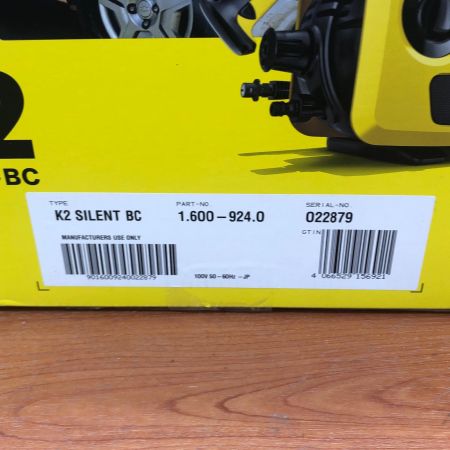 2
BC
TYPE PART-NO. SERIAL-NO.
K2 SILENT BC 1.600-924.0 022879
MANUFACTURERS USE ONLY GTIN
9016009240022879 100V 50-60Hz -JP 4 066529 156921